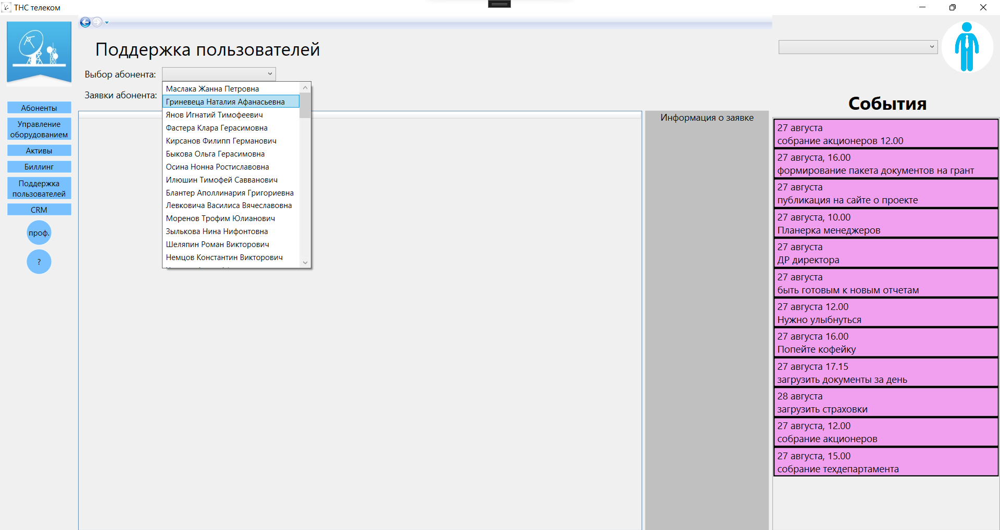 ТНС телеком
Поддержка пользователей
Выбор абонента:
Заявки абонента:
Маслака Жанна Петровна
Гриневеца Наталия Афанасьевна
Янов Игнатий Тимофеевич
Фастера Клара Герасимовна
Кирсанов Филипп Германович
Быкова Ольга Герасимовна
Осина Нонна Ростиславовна
Илюшин Тимофей Савванович
Блантер Аполлинария Григориевна
Левковича Василиса Вячеславовна
Моренов Трофим Юлианович
Зылькова Нина Нифонтовна
Шеляпин Роман Викторович
Немцов Константин Викторович
Абоненты
Управление
оборудованием
Активы
Биллинг
Поддержка
пользователей
CRM
проф.
?
Информация о заявке
События
27 августа
собрание акционеров 12.00
27 августа, 16.00
формирование пакета документов на грант
27 августа
публикация на сайте о проекте
27 августа, 10.00
Планерка менеджеров
27 августа
ДР директора
27 августа
быть готовым к новым отчетам
27 августа 12.00
Нужно улыбнуться
27 августа 16.00
Попейте кофейку
27 августа 17.15
загрузить документы за день
28 августа
загрузить страховки
27 августа, 12.00
собрание акционеров
27 августа, 15.00
собрание техдепартамента